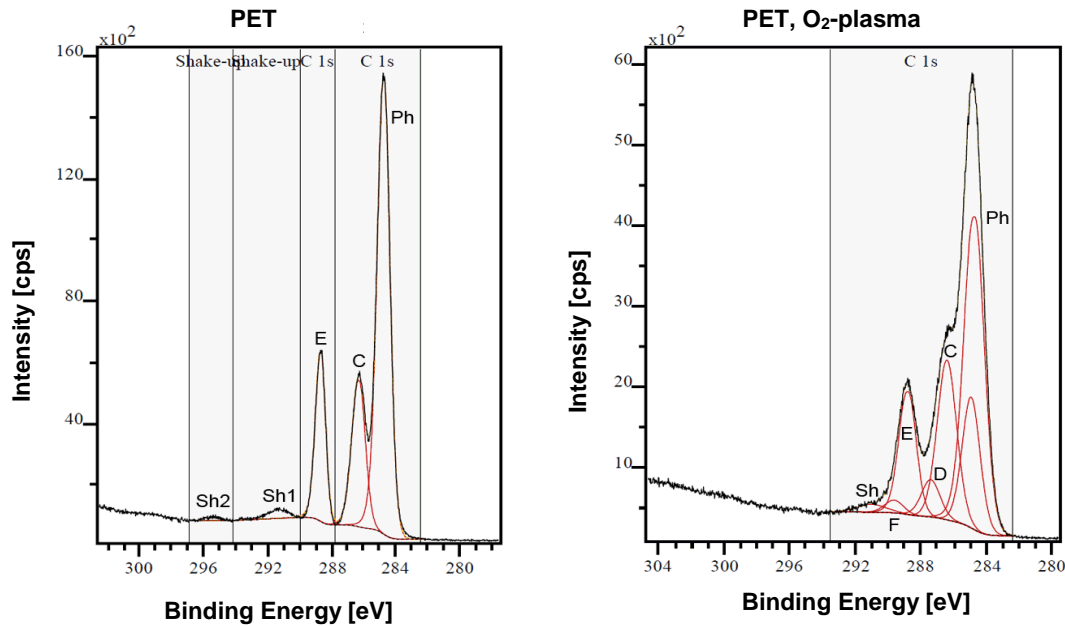 PET
x10²
Shake-up
Shake-up
C 1s
C 1s
160
120
80
40
Ph
E
C
Sh2
Sh1
300
296
292
288
284
280
Intensity [cps]
Binding Energy [eV]
PET, O₂-plasma
x10²
C 1s
60
50
40
30
20
10
Ph
C
E
D
Sh
F
304
300
296
292
288
284
280
Intensity [cps]
Binding Energy [eV]